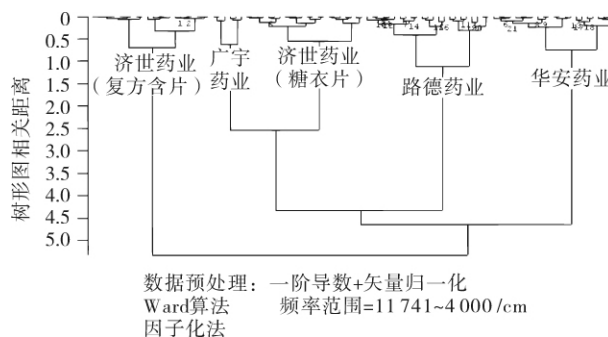 0
0.5
1.0
1.5
2.0
2.5
3.0
3.5
4.0
4.5
5.0
树形图相关距离
济世药业
（复方含片）
广宇
药业
济世药业
（糖衣片）
路德药业
华安药业
数据预处理：一阶导数+矢量归一化
Ward算法 频率范围=11 741~4 000 /cm
因子化法